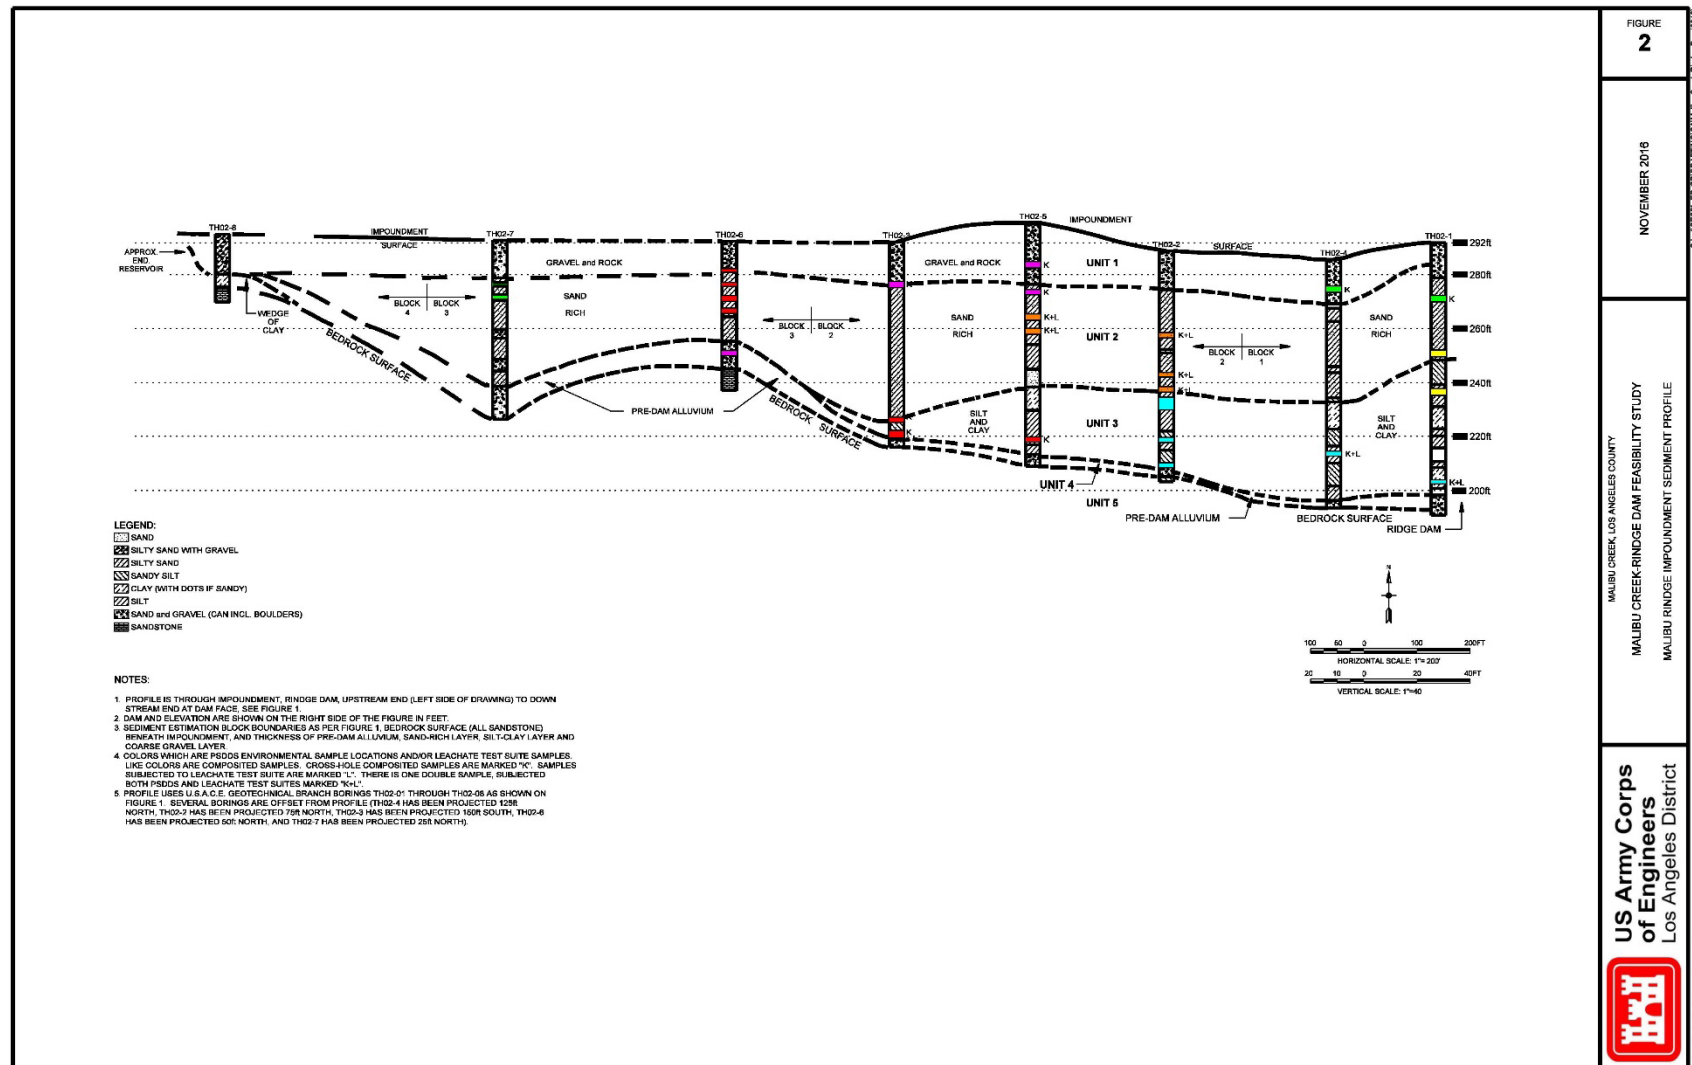 FIGURE
2
NOVEMBER 2016
MALIBU CREEK, LOS ANGELES COUNTY
MALIBU CREEK-RINDGE DAM FEASIBILITY STUDY
MALIBU RINDGE IMPOUNDMENT SEDIMENT PROFILE
US Army Corps
of Engineers
Los Angeles District
TH02-8
IMPOUNDMENT
SURFACE
TH02-7
TH02-6
TH02-3
TH02-5
IMPOUNDMENT
TH02-2
SURFACE
TH02-4
TH02-1
292ft
280ft
260ft
240ft
220ft
200ft
APPROX.
END
RESERVOIR
WEDGE
OF
CLAY
BEDROCK SURFACE
BLOCK
4
BLOCK
3
GRAVEL and ROCK
SAND
RICH
PRE-DAM ALLUVIUM
BLOCK
3
BLOCK
2
BEDROCK SURFACE
GRAVEL and ROCK
SAND
RICH
SILT
AND
CLAY
K
K
K
K+L
K+L
K
UNIT 1
UNIT 2
UNIT 3
UNIT 4
UNIT 5
K+L
K+L
K+L
BLOCK
2
BLOCK
1
PRE-DAM ALLUVIUM
K
K+L
SAND
RICH
SILT
AND
CLAY
K
K+L
BEDROCK SURFACE
RIDGE DAM
LEGEND:
SAND
SILTY SAND WITH GRAVEL
SILTY SAND
SANDY SILT
CLAY (WITH DOTS IF SANDY)
SILT
SAND and GRAVEL (CAN INCL. BOULDERS)
SANDSTONE
N
100 50 0 100 200FT
HORIZONTAL SCALE: 1"= 200'
20 10 0 20 40FT
VERTICAL SCALE: 1"=40
NOTES:
1. PROFILE IS THROUGH IMPOUNDMENT, RINDGE DAM, UPSTREAM END (LEFT SIDE OF DRAWING) TO DOWN
STREAM END AT DAM FACE, SEE FIGURE 1.
2. DAM AND ELEVATION ARE SHOWN ON THE RIGHT SIDE OF THE FIGURE IN FEET.
3. SEDIMENT ESTIMATION BLOCK BOUNDARIES AS PER FIGURE 1, BEDROCK SURFACE (ALL SANDSTONE)
BENEATH IMPOUNDMENT, AND THICKNESS OF PRE-DAM ALLUVIUM, SAND-RICH LAYER, SILT-CLAY LAYER AND
COARSE GRAVEL LAYER.
4. COLORS WHICH ARE PSDDS ENVIRONMENTAL SAMPLE LOCATIONS AND/OR LEACHATE TEST SUITE SAMPLES.
LIKE COLORS ARE COMPOSITED SAMPLES. CROSS-HOLE COMPOSITED SAMPLES ARE MARKED "K". SAMPLES
SUBJECTED TO LEACHATE TEST SUITE ARE MARKED "L". THERE IS ONE DOUBLE SAMPLE, SUBJECTED
BOTH PSDDS AND LEACHATE TEST SUITES MARKED "K+L".
5. PROFILE USES U.S.A.C.E. GEOTECHNICAL BRANCH BORINGS TH02-01 THROUGH TH02-08 AS SHOWN ON
FIGURE 1. SEVERAL BORINGS ARE OFFSET FROM PROFILE (TH02-4 HAS BEEN PROJECTED 125ft
NORTH, TH02-2 HAS BEEN PROJECTED 75ft NORTH, TH02-3 HAS BEEN PROJECTED 150ft SOUTH, TH02-6
HAS BEEN PROJECTED 50ft NORTH, AND TH02-7 HAS BEEN PROJECTED 25ft NORTH).